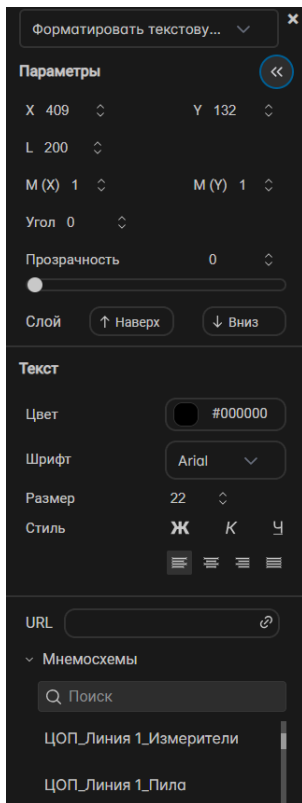 Форматировать текстову...
Параметры
X 409 Y 132
L 200
M (X) 1 M (Y) 1
Угол 0
Прозрачность 0
Слой ↑ Наверх ↓ Вниз
Текст
Цвет #000000
Шрифт Arial
Размер 22
Стиль Ж К Ч
URL
Мнемосхемы
Поиск
ЦОП_Линия 1_Измерители
ЦОП_Линия 1_Пила